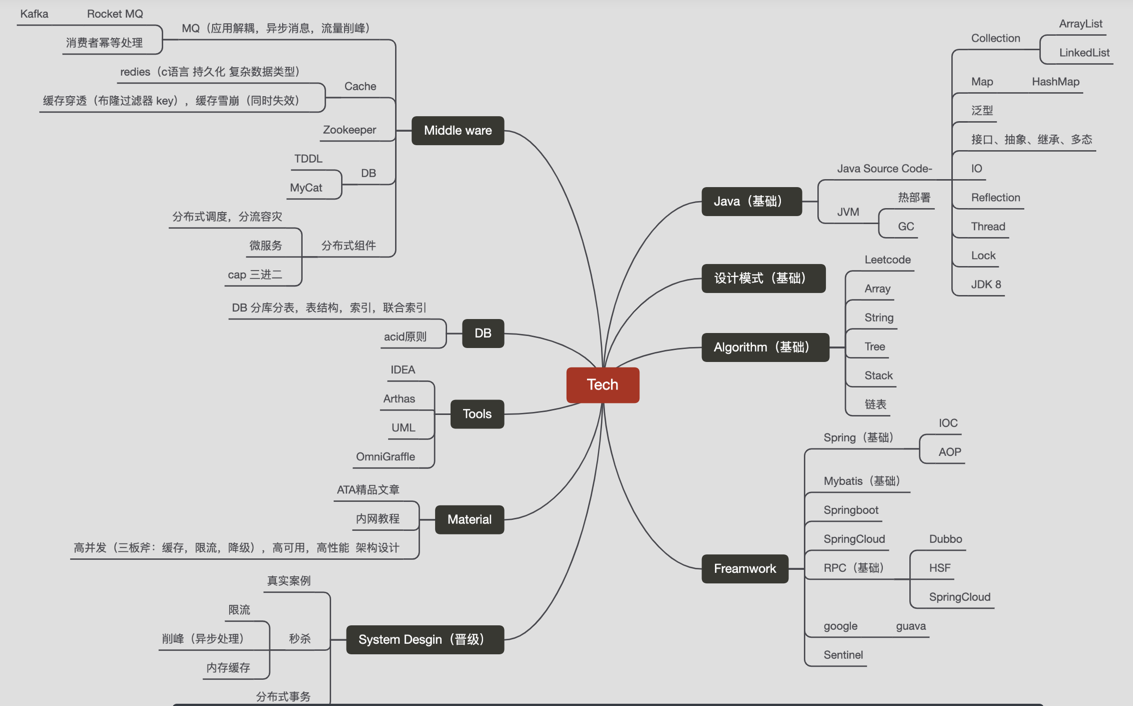 Tech
Middle ware
MQ（应用解耦，异步消息，流量削峰）
Kafka
Rocket MQ
消费者幂等处理
Cache
redies（c语言 持久化 复杂数据类型）
缓存穿透（布隆过滤器 key），缓存雪崩（同时失效）
Zookeeper
DB
TDDL
MyCat
分布式组件
分布式调度，分流容灾
微服务
cap 三进二
DB
DB 分库分表，表结构，索引，联合索引
acid原则
Tools
IDEA
Arthas
UML
OmniGraffle
Material
ATA精品文章
内网教程
高并发（三板斧：缓存，限流，降级），高可用，高性能 架构设计
System Desgin（晋级）
真实案例
秒杀
限流
削峰（异步处理）
内存缓存
分布式事务
Java（基础）
Java Source Code-
Collection
ArrayList
LinkedList
Map
HashMap
泛型
接口、抽象、继承、多态
IO
Reflection
Thread
Lock
JDK 8
JVM
热部署
GC
设计模式（基础）
Algorithm（基础）
Leetcode
Array
String
Tree
Stack
链表
Freamwork
Spring（基础）
IOC
AOP
Mybatis（基础）
Springboot
SpringCloud
RPC（基础）
Dubbo
HSF
SpringCloud
google
guava
Sentinel